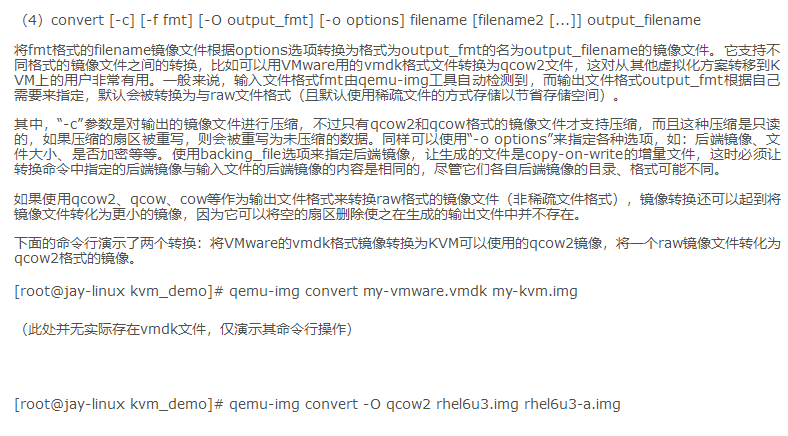 （4）convert [-c] [-f fmt] [-O output_fmt] [-o options] filename [filename2 [...]] output_filename
将fmt格式的filename镜像文件根据options选项转换为格式为output_fmt的名为output_filename的镜像文件。它支持不
同格式的镜像文件之间的转换，比如可以用VMware用的vmdk格式文件转换为qcow2文件，这对从其他虚拟化方案转移到K
VM上的用户非常有用。一般来说，输入文件格式fmt由qemu-img工具自动检测到，而输出文件格式output_fmt根据自己
需要来指定，默认会被转换为与raw文件格式（且默认使用稀疏文件的方式存储以节省存储空间）。
其中，“-c”参数是对输出的镜像文件进行压缩，不过只有qcow2和qcow格式的镜像文件才支持压缩，而且这种压缩是只读
的，如果压缩的扇区被重写，则会被重写为未压缩的数据。同样可以使用“-o options”来指定各种选项，如：后端镜像、文
件大小、是否加密等等。使用backing_file选项来指定后端镜像，让生成的文件是copy-on-write的增量文件，这时必须让
转换命令中指定的后端镜像与输入文件的后端镜像的内容是相同的，尽管它们各自后端镜像的目录、格式可能不同。
如果使用qcow2、qcow、cow等作为输出文件格式来转换raw格式的镜像文件（非稀疏文件格式），镜像转换还可以起到将
镜像文件转化为更小的镜像，因为它可以将空的扇区删除使之在生成的输出文件中并不存在。
下面的命令行演示了两个转换：将VMware的vmdk格式镜像转换为KVM可以使用的qcow2镜像，将一个raw镜像文件转化为
qcow2格式的镜像。
[root@jay-linux kvm_demo]# qemu-img convert my-vmware.vmdk my-kvm.img
（此处并无实际存在vmdk文件，仅演示其命令行操作）
[root@jay-linux kvm_demo]# qemu-img convert -O qcow2 rhel6u3.img rhel6u3-a.img